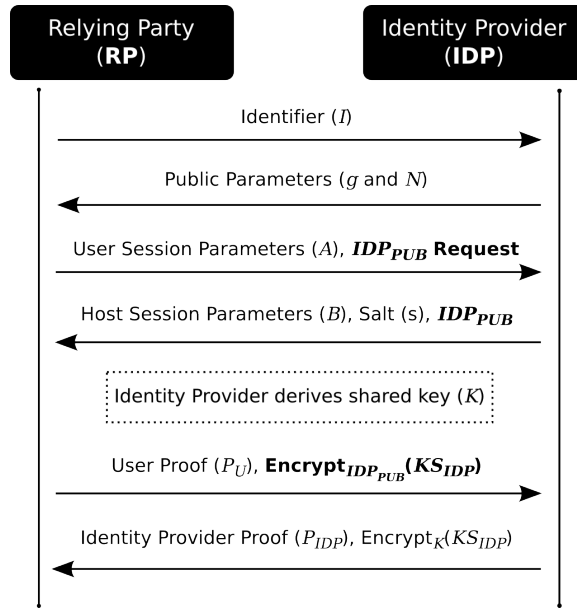 Relying Party
(RP)
Identity Provider
(IDP)
Identifier (I)
Public Parameters (g and N)
User Session Parameters (A), IDP_PUB Request
Host Session Parameters (B), Salt (s), IDP_PUB
Identity Provider derives shared key (K)
User Proof (P_U), Encrypt_IDP_PUB(KS_IDP)
Identity Provider Proof (P_IDP), Encrypt_K(KS_IDP)